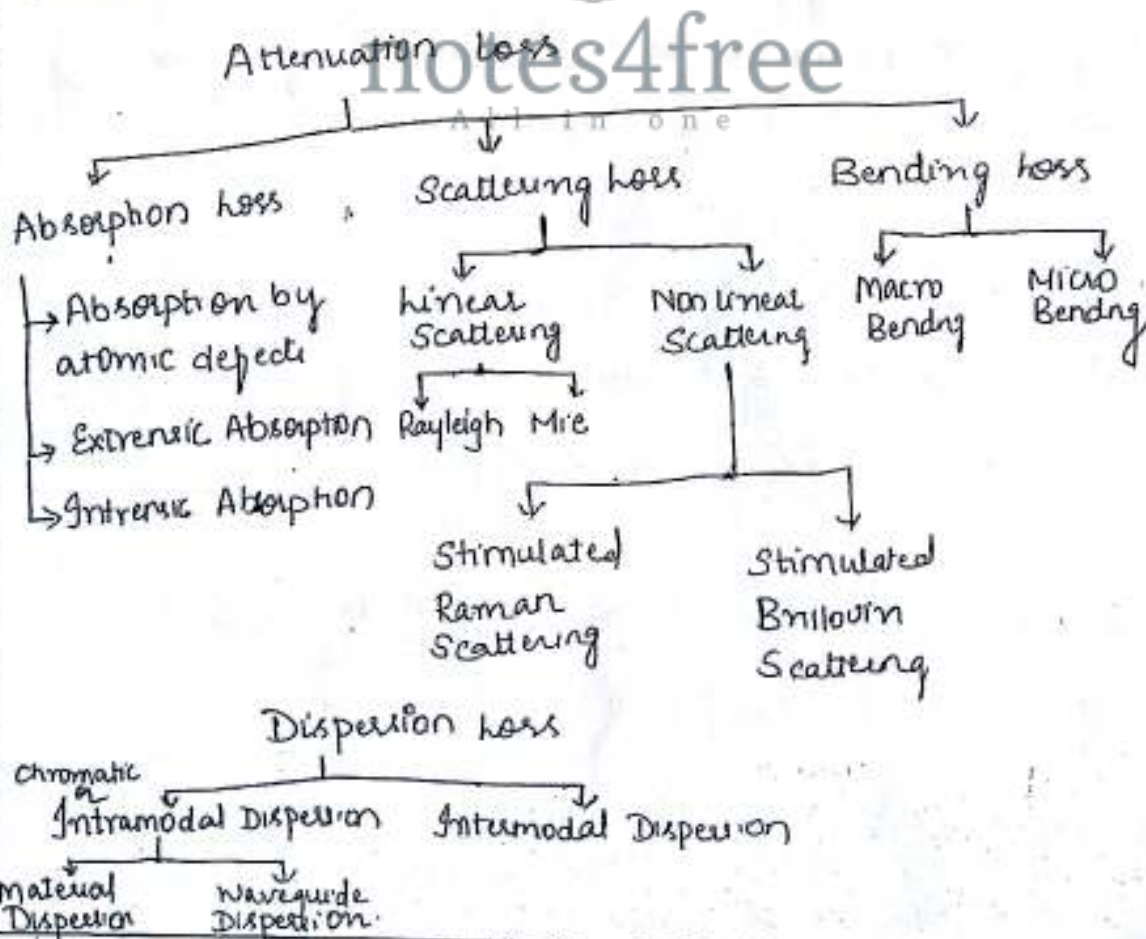 notes4free
All in one
Attenuation Loss
Absorption Loss
Scattering Loss
Bending Loss
Absorption by
atomic defects
Extrensic Absorption
Intrensic Absorption
Linear
Scattering
Non linear
Scattering
Rayleigh Mie
Stimulated
Raman
Scattering
Stimulated
Brillouin
Scattering
Macro
Bending
Micro
Bending
Dispersion Loss
Chromatic
or
Intramodal Dispersion
Intermodal Dispersion
Material
Dispersion
Waveguide
Dispersion.